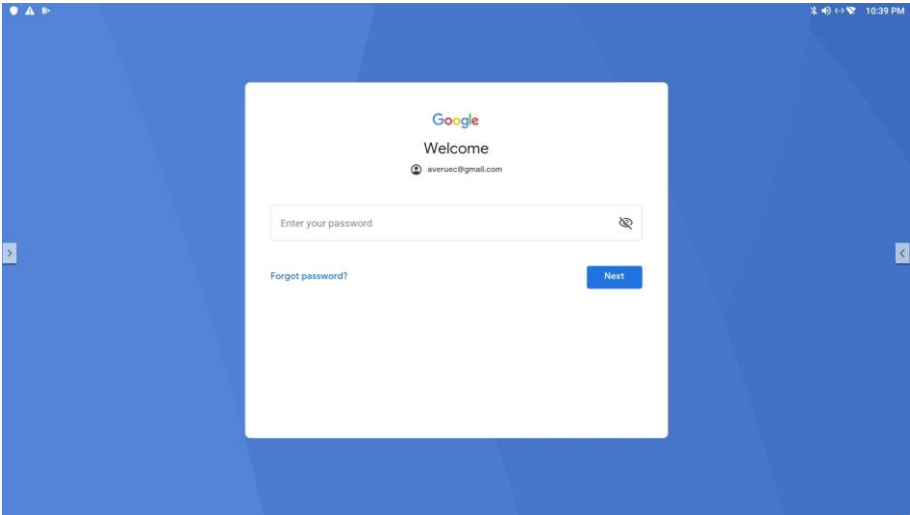 10:39 PM
Google
Welcome
averuec@gmail.com
Enter your password
Forgot password?
Next